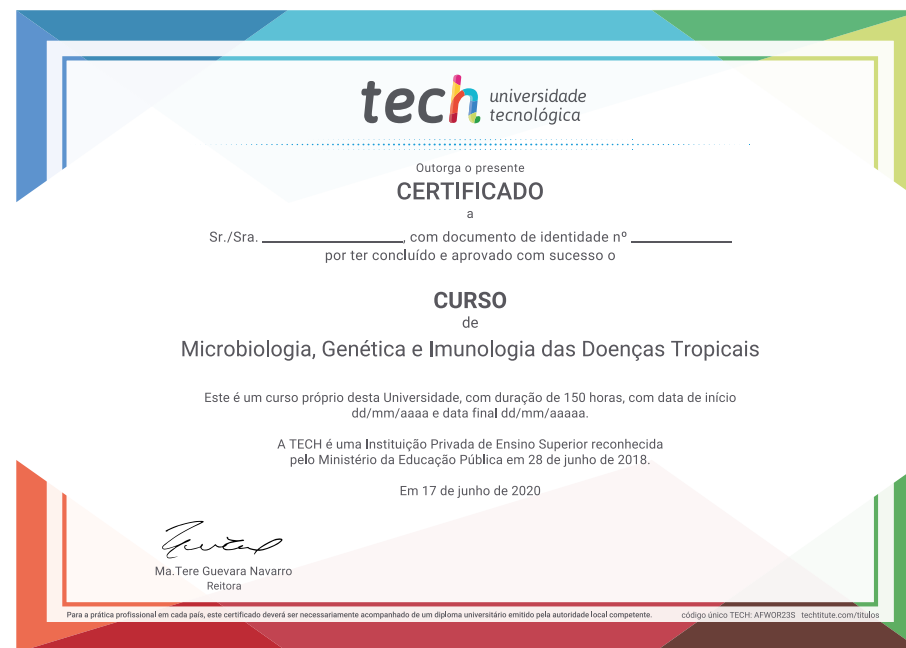 tech universidade
tecnológica
Outorga o presente
CERTIFICADO
a
Sr./Sra. ____________________, com documento de identidade nº ______________
por ter concluído e aprovado com sucesso o
CURSO
de
Microbiologia, Genética e Imunologia das Doenças Tropicais
Este é um curso próprio desta Universidade, com duração de 150 horas, com data de início
dd/mm/aaaa e data final dd/mm/aaaaa.
A TECH é uma Instituição Privada de Ensino Superior reconhecida
pelo Ministério da Educação Pública em 28 de junho de 2018.
Em 17 de junho de 2020
Ma.Tere Guevara Navarro
Reitora
Para a prática profissional em cada país, este certificado deverá ser necessariamente acompanhado de um diploma universitário emitido pela autoridade local competente. código único TECH: AFWOR23S techtitute.com/titulos